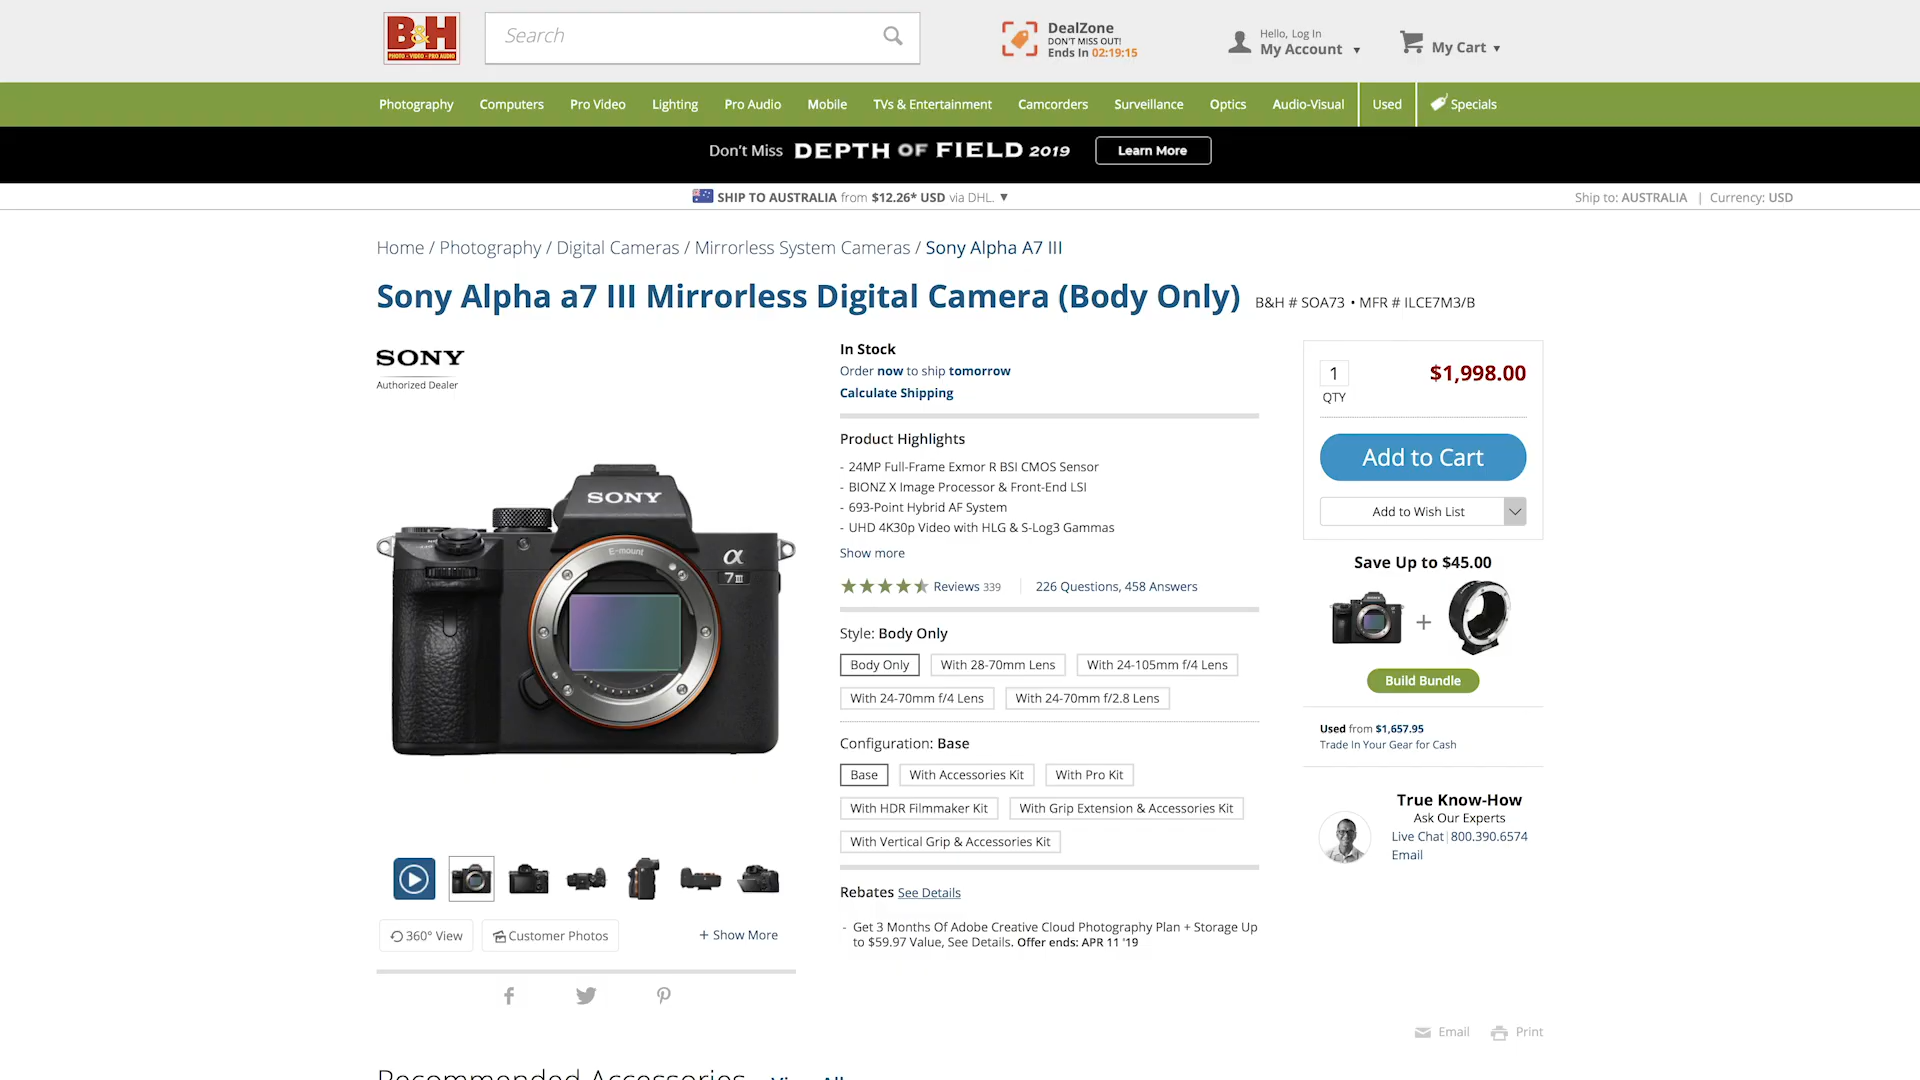 B&H
PHOTO • VIDEO • PRO AUDIO
Search
DealZone
DON'T MISS OUT!
Ends In 02:19:15
Hello, Log In
My Account ▼
My Cart ▼
Photography Computers Pro Video Lighting Pro Audio Mobile TVs & Entertainment Camcorders Surveillance Optics Audio-Visual Used Specials
Don't Miss DEPTH OF FIELD 2019 Learn More
SHIP TO AUSTRALIA from $12.26* USD via DHL. ▼
Ship to: AUSTRALIA | Currency: USD
Home / Photography / Digital Cameras / Mirrorless System Cameras / Sony Alpha A7 III
Sony Alpha a7 III Mirrorless Digital Camera (Body Only) B&H # SOA73 • MFR # ILCE7M3/B
SONY
Authorized Dealer
SONY
E-mount
α
7III
360° View
Customer Photos
+ Show More
In Stock
Order now to ship tomorrow
Calculate Shipping
Product Highlights
- 24MP Full-Frame Exmor R BSI CMOS Sensor
- BIONZ X Image Processor & Front-End LSI
- 693-Point Hybrid AF System
- UHD 4K30p Video with HLG & S-Log3 Gammas
Show more
Reviews 339
226 Questions, 458 Answers
Style: Body Only
Body Only With 28-70mm Lens With 24-105mm f/4 Lens
With 24-70mm f/4 Lens With 24-70mm f/2.8 Lens
Configuration: Base
Base With Accessories Kit With Pro Kit
With HDR Filmmaker Kit With Grip Extension & Accessories Kit
With Vertical Grip & Accessories Kit
Rebates See Details
- Get 3 Months Of Adobe Creative Cloud Photography Plan + Storage Up
to $59.97 Value, See Details. Offer ends: APR 11 '19
1
QTY
$1,998.00
Add to Cart
Add to Wish List
Save Up to $45.00
+
Build Bundle
Used from $1,657.95
Trade In Your Gear for Cash
True Know-How
Ask Our Experts
Live Chat | 800.390.6574
Email
Email Print
Recommended Accessories View All